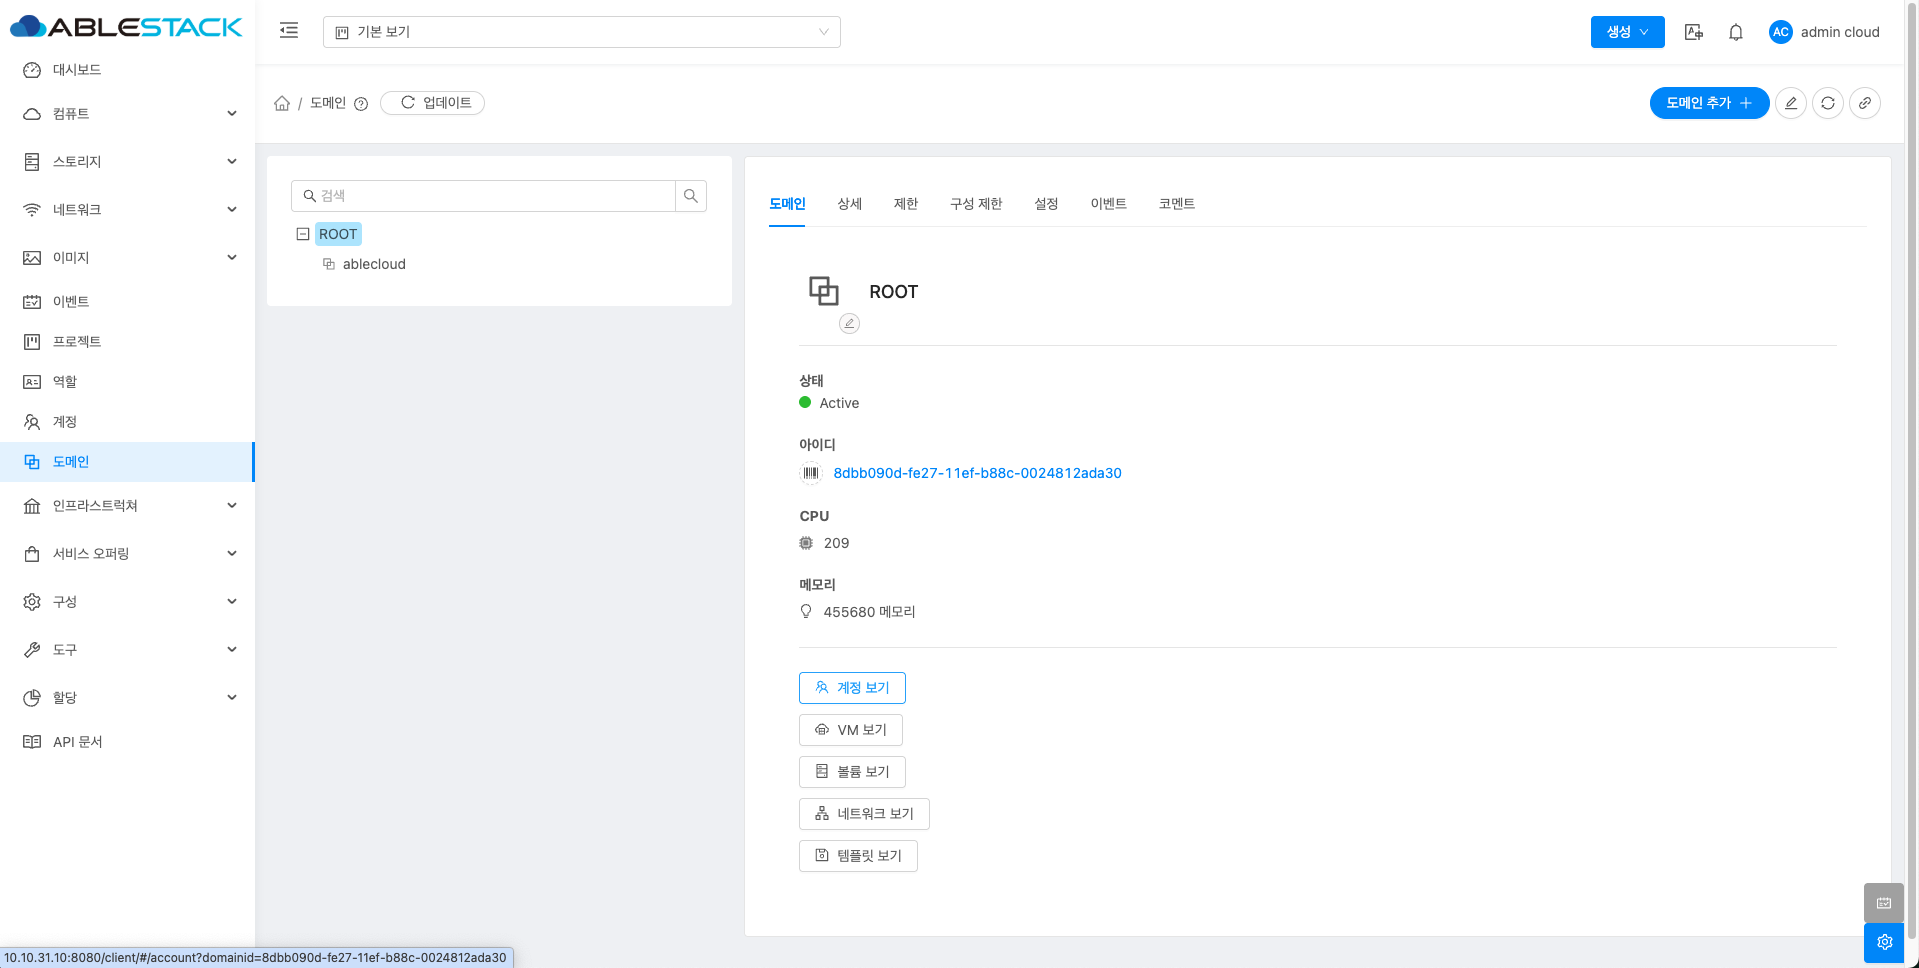 ABLESTACK
기본 보기
생성
AC
admin cloud
대시보드
컴퓨트
스토리지
네트워크
이미지
이벤트
프로젝트
역할
계정
도메인
인프라스트럭쳐
서비스 오퍼링
구성
도구
할당
API 문서
/ 도메인
업데이트
도메인 추가
검색
ROOT
ablecloud
도메인 상세 제한 구성 제한 설정 이벤트 코멘트
ROOT
상태
Active
아이디
8dbb090d-fe27-11ef-b88c-0024812ada30
CPU
209
메모리
455680 메모리
계정 보기
VM 보기
볼륨 보기
네트워크 보기
템플릿 보기
10.10.31.10:8080/client/#/account?domainid=8dbb090d-fe27-11ef-b88c-0024812ada30